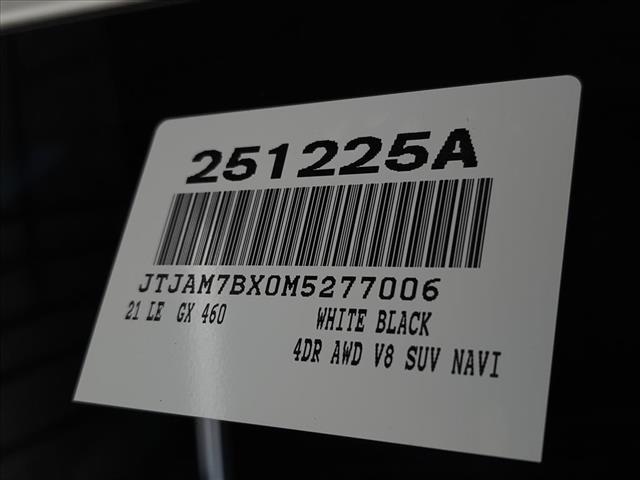 251225A
JTJAM7BX0M5277006
21 LE GX 460 WHITE BLACK
4DR AWD V8 SUV NAVI